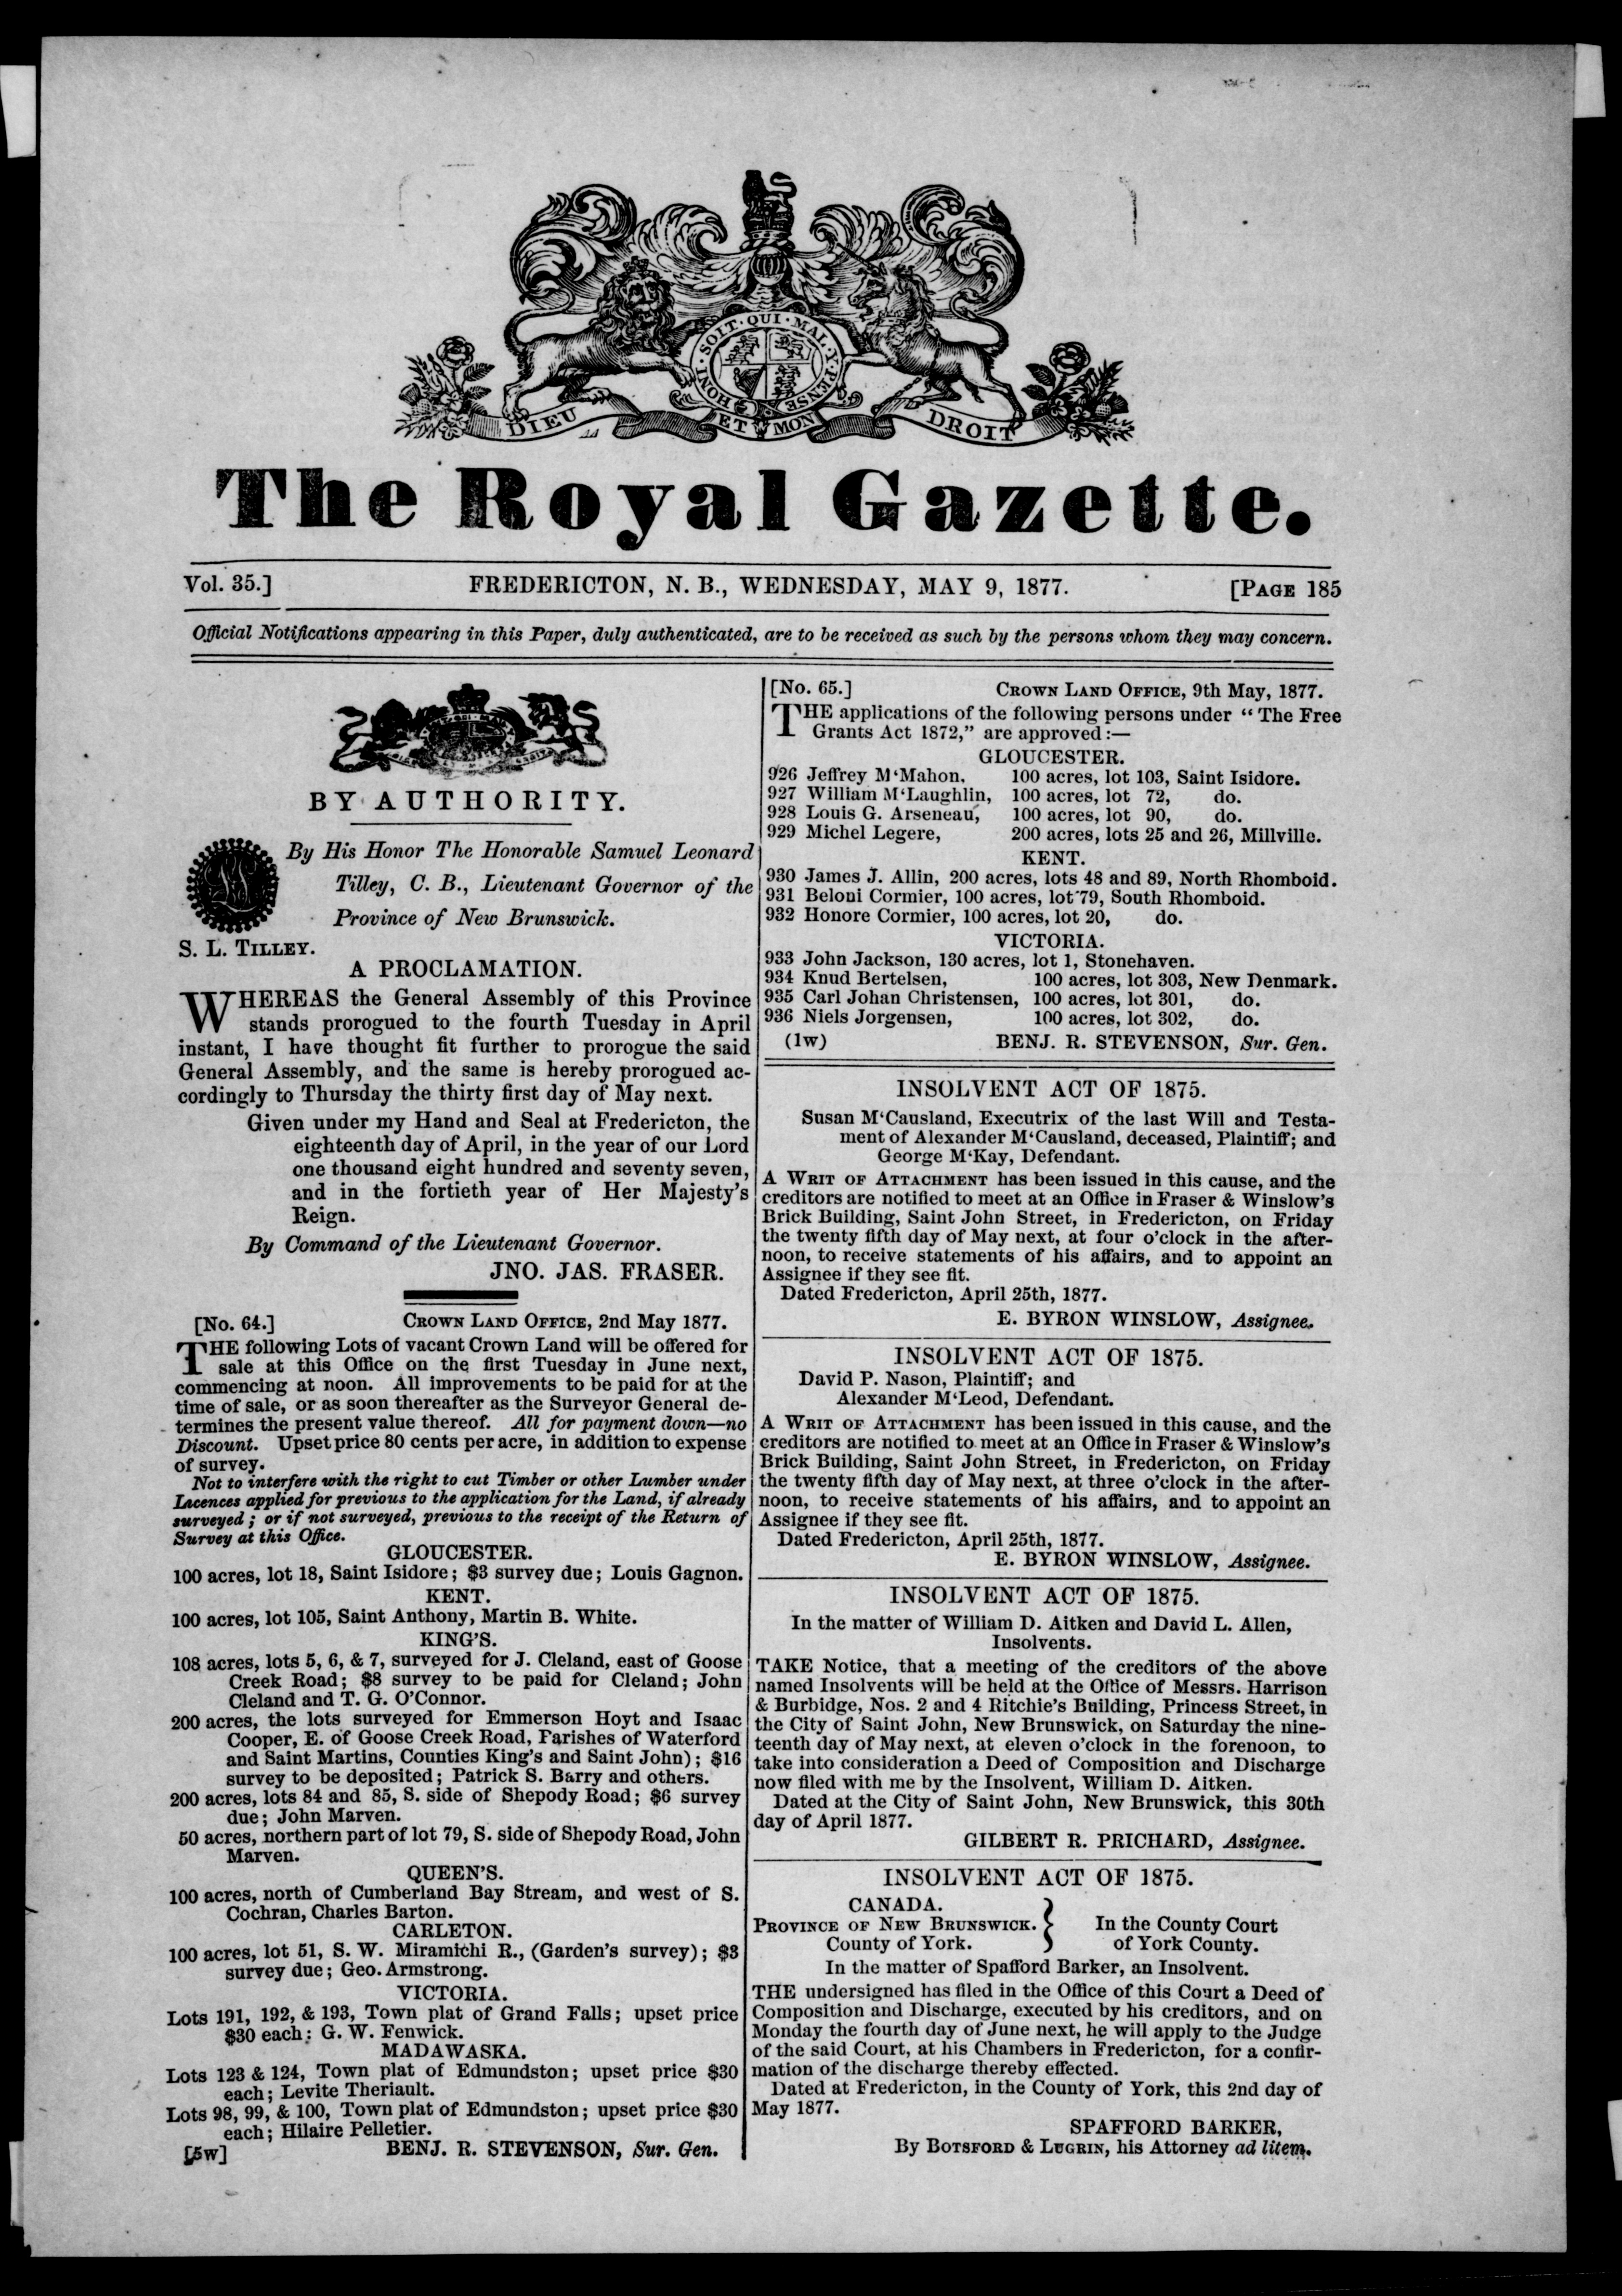 HONI · SOIT · QUI · MAL · Y · PENSE
DIEU ET MON DROIT
The Royal Gazette.
Vol. 35.] FREDERICTON, N. B., WEDNESDAY, MAY 9, 1877. [PAGE 185
Official Notifications appearing in this Paper, duly authenticated, are to be received as such by the persons whom they may concern.
BY AUTHORITY.
By His Honor The Honorable Samuel Leonard
Tilley, C. B., Lieutenant Governor of the
Province of New Brunswick.
S. L. TILLEY.
A PROCLAMATION.
WHEREAS the General Assembly of this Province
stands prorogued to the fourth Tuesday in April
instant, I have thought fit further to prorogue the said
General Assembly, and the same is hereby prorogued ac-
cordingly to Thursday the thirty first day of May next.
Given under my Hand and Seal at Fredericton, the
eighteenth day of April, in the year of our Lord
one thousand eight hundred and seventy seven,
and in the fortieth year of Her Majesty's
Reign.
By Command of the Lieutenant Governor.
JNO. JAS. FRASER.
[No. 64.] CROWN LAND OFFICE, 2nd May 1877.
THE following Lots of vacant Crown Land will be offered for
sale at this Office on the first Tuesday in June next,
commencing at noon. All improvements to be paid for at the
time of sale, or as soon thereafter as the Surveyor General de-
termines the present value thereof. All for payment down—no
Discount. Upset price 80 cents per acre, in addition to expense
of survey.
Not to interfere with the right to cut Timber or other Lumber under
Licences applied for previous to the application for the Land, if already
surveyed; or if not surveyed, previous to the receipt of the Return of
Survey at this Office.
GLOUCESTER.
100 acres, lot 18, Saint Isidore; $3 survey due; Louis Gagnon.
KENT.
100 acres, lot 105, Saint Anthony, Martin B. White.
KING'S.
108 acres, lots 5, 6, & 7, surveyed for J. Cleland, east of Goose
Creek Road; $8 survey to be paid for Cleland; John
Cleland and T. G. O'Connor.
200 acres, the lots surveyed for Emmerson Hoyt and Isaac
Cooper, E. of Goose Creek Road, Parishes of Waterford
and Saint Martins, Counties King's and Saint John); $16
survey to be deposited; Patrick S. Barry and others.
200 acres, lots 84 and 85, S. side of Shepody Road; $6 survey
due; John Marven.
50 acres, northern part of lot 79, S. side of Shepody Road, John
Marven.
QUEEN'S.
100 acres, north of Cumberland Bay Stream, and west of S.
Cochran, Charles Barton.
CARLETON.
100 acres, lot 51, S. W. Miramichi R., (Garden's survey); $3
survey due; Geo. Armstrong.
VICTORIA.
Lots 191, 192, & 193, Town plat of Grand Falls; upset price
$30 each; G. W. Fenwick.
MADAWASKA.
Lots 123 & 124, Town plat of Edmundston; upset price $30
each; Levite Theriault.
Lots 98, 99, & 100, Town plat of Edmundston; upset price $30
each; Hilaire Pelletier.
[5w] BENJ. R. STEVENSON, Sur. Gen.
[No. 65.] CROWN LAND OFFICE, 9th May, 1877.
THE applications of the following persons under "The Free
Grants Act 1872," are approved:—
GLOUCESTER.
926 Jeffrey M'Mahon, 100 acres, lot 103, Saint Isidore.
927 William M'Laughlin, 100 acres, lot 72, do.
928 Louis G. Arseneau, 100 acres, lot 90, do.
929 Michel Legere, 200 acres, lots 25 and 26, Millville.
KENT.
930 James J. Allin, 200 acres, lots 48 and 89, North Rhomboid.
931 Beloni Cormier, 100 acres, lot 79, South Rhomboid.
932 Honore Cormier, 100 acres, lot 20, do.
VICTORIA.
933 John Jackson, 130 acres, lot 1, Stonehaven.
934 Knud Bertelsen, 100 acres, lot 303, New Denmark.
935 Carl Johan Christensen, 100 acres, lot 301, do.
936 Niels Jorgensen, 100 acres, lot 302, do.
(1w) BENJ. R. STEVENSON, Sur. Gen.
INSOLVENT ACT OF 1875.
Susan M'Causland, Executrix of the last Will and Testa-
ment of Alexander M'Causland, deceased, Plaintiff; and
George M'Kay, Defendant.
A WRIT OF ATTACHMENT has been issued in this cause, and the
creditors are notified to meet at an Office in Fraser & Winslow's
Brick Building, Saint John Street, in Fredericton, on Friday
the twenty fifth day of May next, at four o'clock in the after-
noon, to receive statements of his affairs, and to appoint an
Assignee if they see fit.
Dated Fredericton, April 25th, 1877.
E. BYRON WINSLOW, Assignee.
INSOLVENT ACT OF 1875.
David P. Nason, Plaintiff; and
Alexander M'Leod, Defendant.
A WRIT OF ATTACHMENT has been issued in this cause, and the
creditors are notified to meet at an Office in Fraser & Winslow's
Brick Building, Saint John Street, in Fredericton, on Friday
the twenty fifth day of May next, at three o'clock in the after-
noon, to receive statements of his affairs, and to appoint an
Assignee if they see fit.
Dated Fredericton, April 25th, 1877.
E. BYRON WINSLOW, Assignee.
INSOLVENT ACT OF 1875.
In the matter of William D. Aitken and David L. Allen,
Insolvents.
TAKE Notice, that a meeting of the creditors of the above
named Insolvents will be held at the Office of Messrs. Harrison
& Burbidge, Nos. 2 and 4 Ritchie's Building, Princess Street, in
the City of Saint John, New Brunswick, on Saturday the nine-
teenth day of May next, at eleven o'clock in the forenoon, to
take into consideration a Deed of Composition and Discharge
now filed with me by the Insolvent, William D. Aitken.
Dated at the City of Saint John, New Brunswick, this 30th
day of April 1877.
GILBERT R. PRICHARD, Assignee.
INSOLVENT ACT OF 1875.
CANADA.
PROVINCE OF NEW BRUNSWICK. } In the County Court
County of York. of York County.
In the matter of Spafford Barker, an Insolvent.
THE undersigned has filed in the Office of this Court a Deed of
Composition and Discharge, executed by his creditors, and on
Monday the fourth day of June next, he will apply to the Judge
of the said Court, at his Chambers in Fredericton, for a confir-
mation of the discharge thereby effected.
Dated at Fredericton, in the County of York, this 2nd day of
May 1877.
SPAFFORD BARKER,
By BOTSFORD & LUGRIN, his Attorney ad litem.